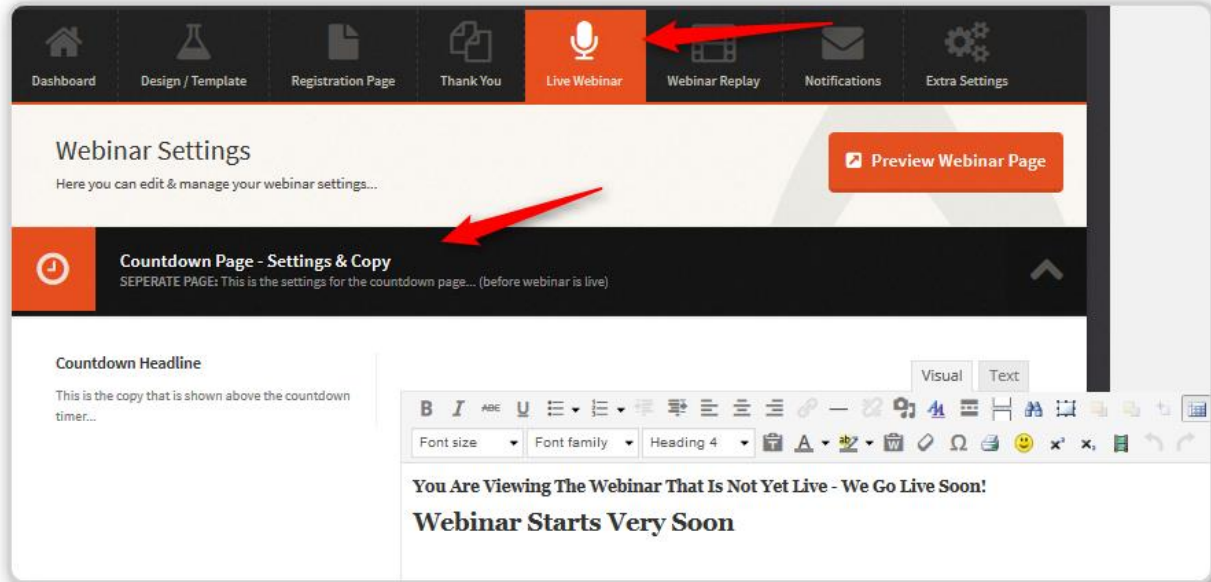 Dashboard
Design / Template
Registration Page
Thank You
Live Webinar
Webinar Replay
Notifications
Extra Settings
Webinar Settings
Here you can edit & manage your webinar settings...
Preview Webinar Page
Countdown Page - Settings & Copy
SEPERATE PAGE: This is the settings for the countdown page... (before webinar is live)
Countdown Headline
This is the copy that is shown above the countdown
timer...
Visual
Text
B I ABC U
Font size
Font family
Heading 4
You Are Viewing The Webinar That Is Not Yet Live - We Go Live Soon!
Webinar Starts Very Soon